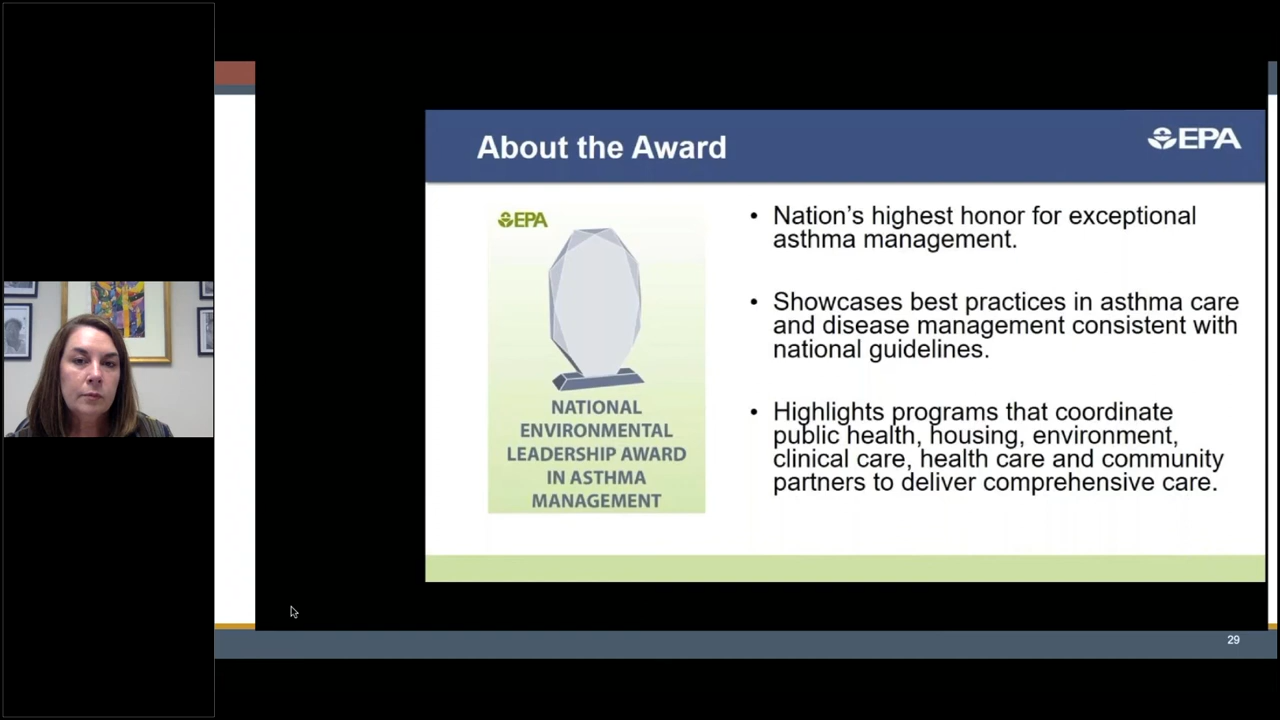 About the Award
EPA
EPA
NATIONAL
ENVIRONMENTAL
LEADERSHIP AWARD
IN ASTHMA
MANAGEMENT
• Nation’s highest honor for exceptional
asthma management.
• Showcases best practices in asthma care
and disease management consistent with
national guidelines.
• Highlights programs that coordinate
public health, housing, environment,
clinical care, health care and community
partners to deliver comprehensive care.
29